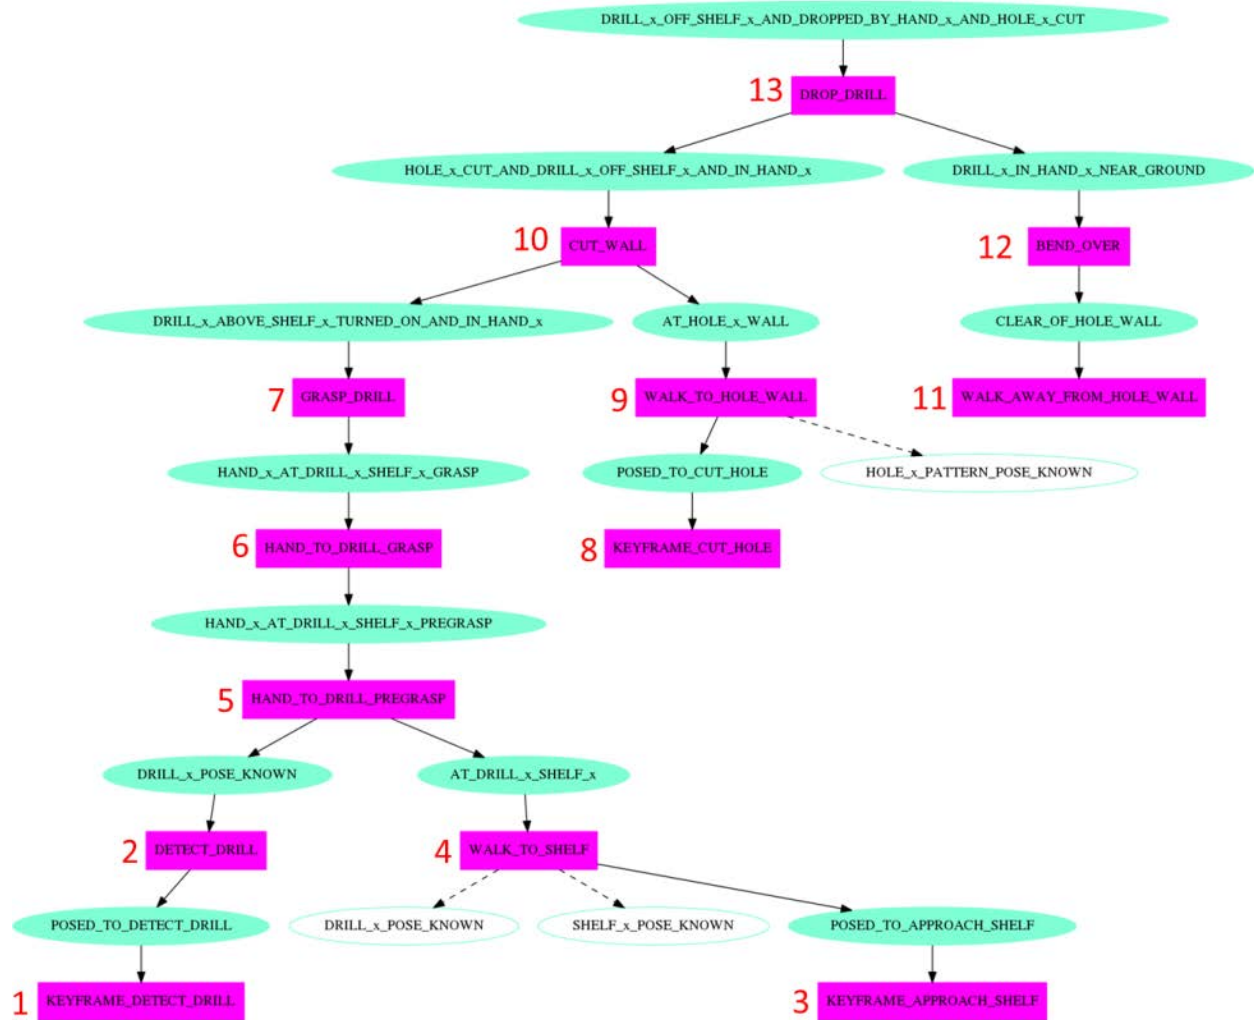 DRILL_x_OFF_SHELF_x_AND_DROPPED_BY_HAND_x_AND_HOLE_x_CUT
13 DROP_DRILL
HOLE_x_CUT_AND_DRILL_x_OFF_SHELF_x_AND_IN_HAND_x
DRILL_x_IN_HAND_x_NEAR_GROUND
10 CUT_WALL
12 BEND_OVER
DRILL_x_ABOVE_SHELF_x_TURNED_ON_AND_IN_HAND_x
AT_HOLE_x_WALL
CLEAR_OF_HOLE_WALL
7 GRASP_DRILL
9 WALK_TO_HOLE_WALL
11 WALK_AWAY_FROM_HOLE_WALL
HAND_x_AT_DRILL_x_SHELF_x_GRASP
POSED_TO_CUT_HOLE
HOLE_x_PATTERN_POSE_KNOWN
6 HAND_TO_DRILL_GRASP
8 KEYFRAME_CUT_HOLE
HAND_x_AT_DRILL_x_SHELF_x_PREGRASP
5 HAND_TO_DRILL_PREGRASP
DRILL_x_POSE_KNOWN
AT_DRILL_x_SHELF_x
2 DETECT_DRILL
4 WALK_TO_SHELF
POSED_TO_DETECT_DRILL
DRILL_x_POSE_KNOWN
SHELF_x_POSE_KNOWN
POSED_TO_APPROACH_SHELF
1 KEYFRAME_DETECT_DRILL
3 KEYFRAME_APPROACH_SHELF